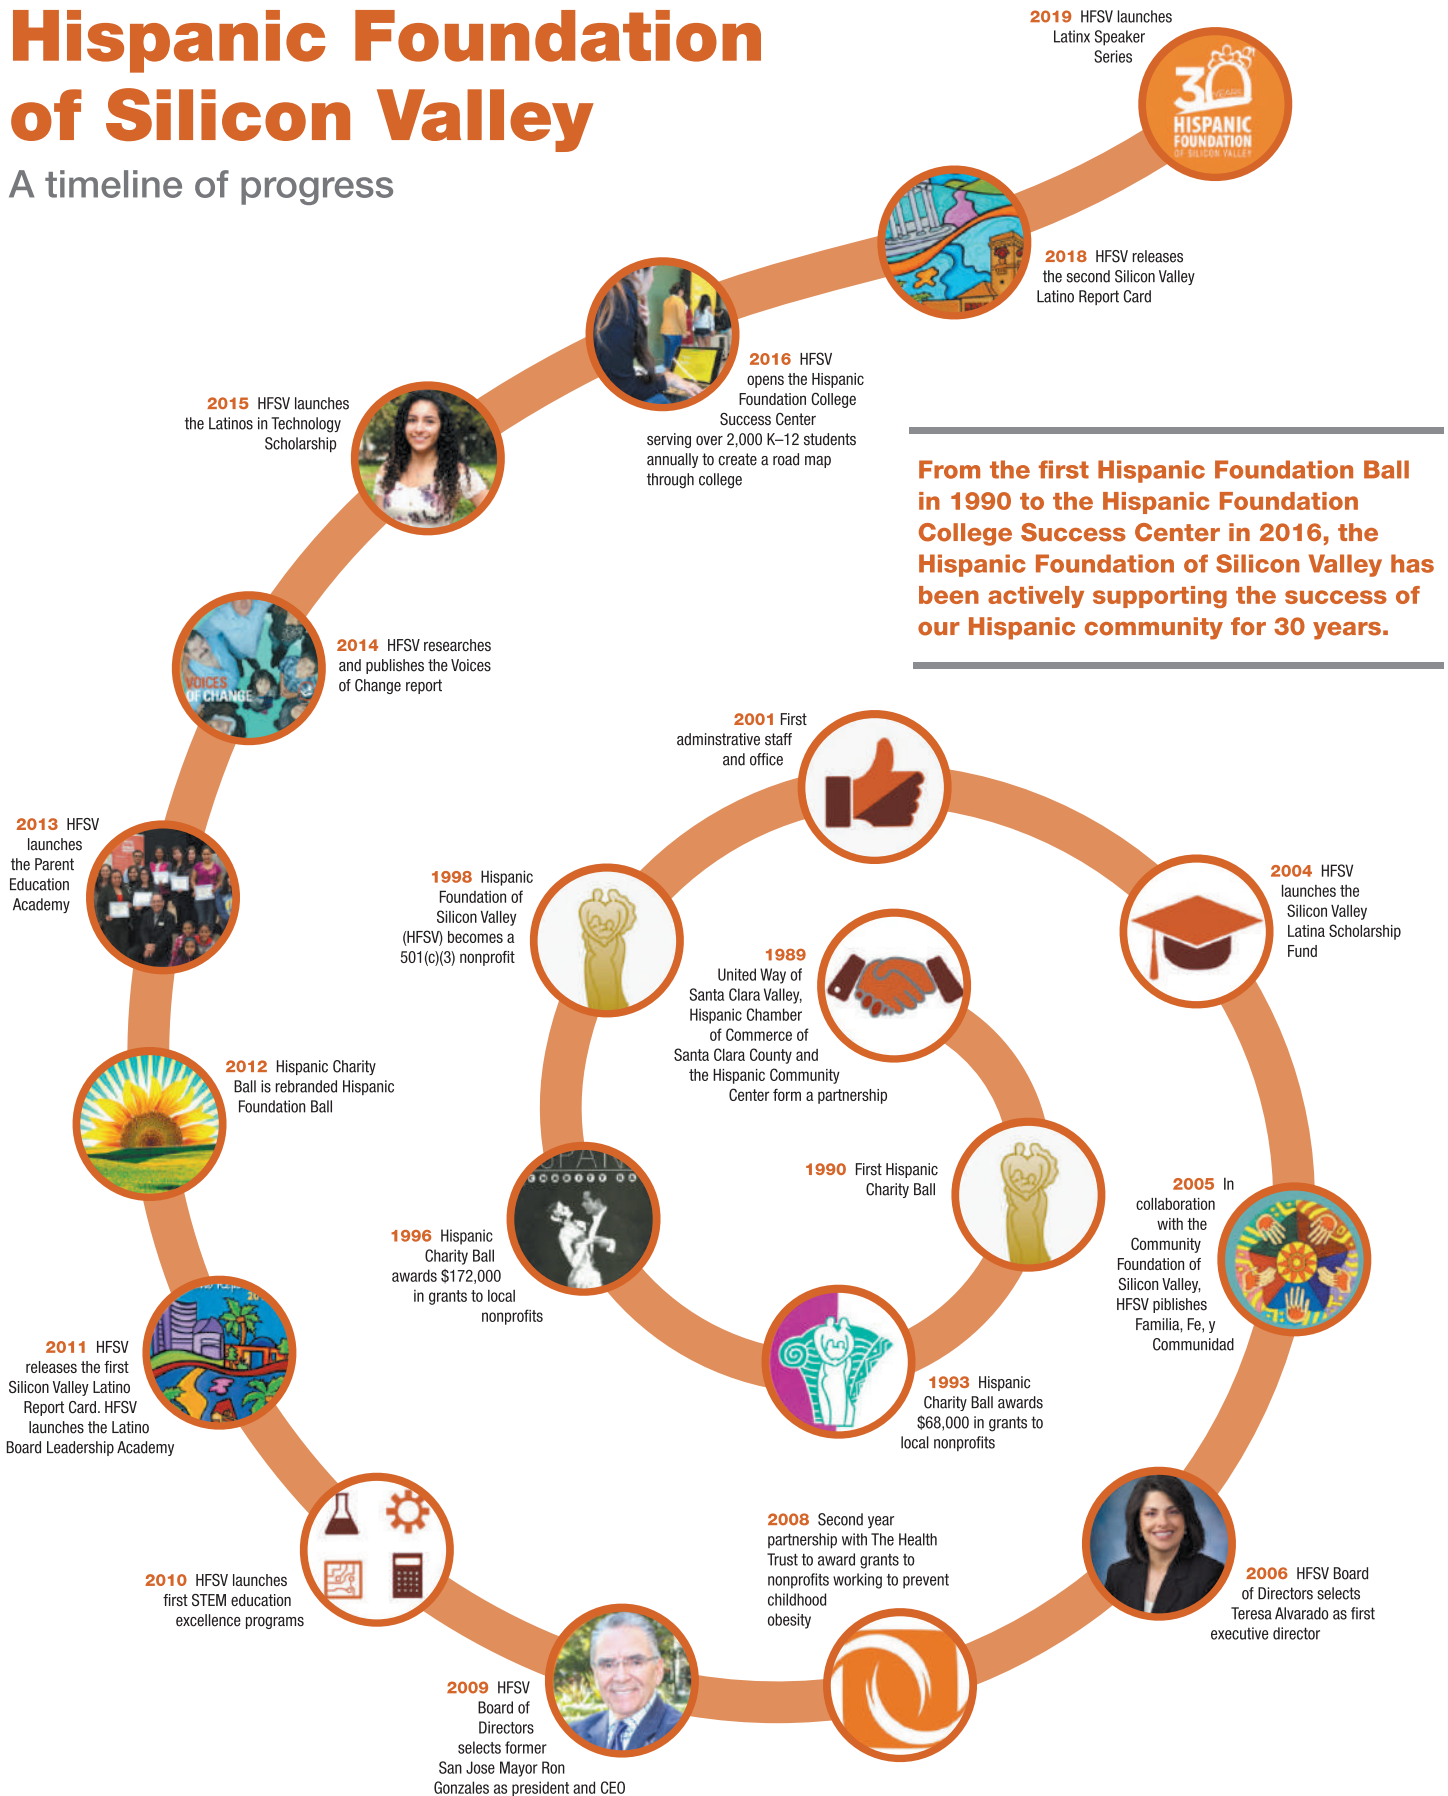 Hispanic Foundation
of Silicon Valley
A timeline of progress
2019 HFSV launches
Latinx Speaker
Series
30
YEARS
HISPANIC
FOUNDATION
OF SILICON VALLEY
2018 HFSV releases
the second Silicon Valley
Latino Report Card
2016 HFSV
opens the Hispanic
Foundation College
Success Center
serving over 2,000 K–12 students
annually to create a road map
through college
2015 HFSV launches
the Latinos in Technology
Scholarship
From the first Hispanic Foundation Ball
in 1990 to the Hispanic Foundation
College Success Center in 2016, the
Hispanic Foundation of Silicon Valley has
been actively supporting the success of
our Hispanic community for 30 years.
2014 HFSV researches
and publishes the Voices
of Change report
VOICES
OF CHANGE
2013 HFSV
launches
the Parent
Education
Academy
2012 Hispanic Charity
Ball is rebranded Hispanic
Foundation Ball
2011 HFSV
releases the first
Silicon Valley Latino
Report Card. HFSV
launches the Latino
Board Leadership Academy
2010 HFSV launches
first STEM education
excellence programs
2009 HFSV
Board of
Directors
selects former
San Jose Mayor Ron
Gonzales as president and CEO
2008 Second year
partnership with The Health
Trust to award grants to
nonprofits working to prevent
childhood
obesity
2006 HFSV Board
of Directors selects
Teresa Alvarado as first
executive director
2005 In
collaboration
with the
Community
Foundation of
Silicon Valley,
HFSV piblishes
Familia, Fe, y
Communidad
2004 HFSV
launches the
Silicon Valley
Latina Scholarship
Fund
2001 First
adminstrative staff
and office
1998 Hispanic
Foundation of
Silicon Valley
(HFSV) becomes a
501(c)(3) nonprofit
1996 Hispanic
Charity Ball
awards $172,000
in grants to local
nonprofits
CHARITY BA
1993 Hispanic
Charity Ball awards
$68,000 in grants to
local nonprofits
1990 First Hispanic
Charity Ball
1989
United Way of
Santa Clara Valley,
Hispanic Chamber
of Commerce of
Santa Clara County and
the Hispanic Community
Center form a partnership